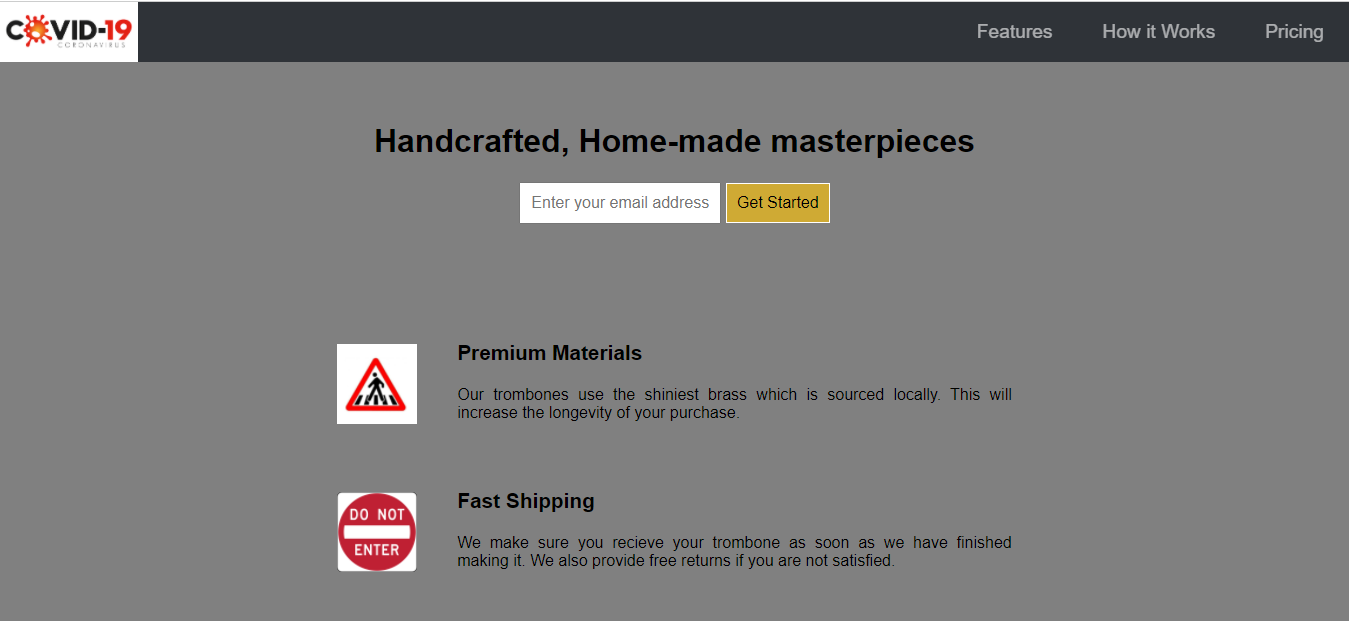 COVID-19
CORONAVIRUS
Features
How it Works
Pricing
Handcrafted, Home-made masterpieces
Enter your email address
Get Started
Premium Materials
Our trombones use the shiniest brass which is sourced locally. This will
increase the longevity of your purchase.
DO NOT
ENTER
Fast Shipping
We make sure you recieve your trombone as soon as we have finished
making it. We also provide free returns if you are not satisfied.